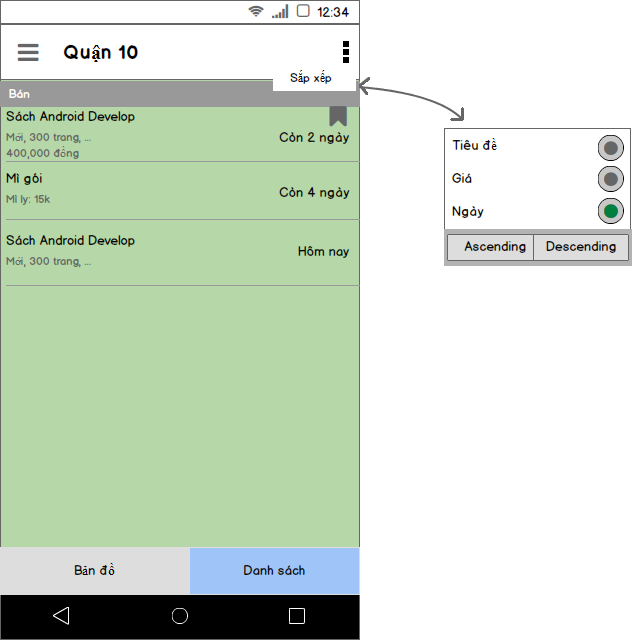 12:34
Quận 10
Sắp xếp
Bán
Sách Android Develop
Mới, 300 trang, ...
400,000 đồng
Còn 2 ngày
Mì gói
Mì ly: 15k
Còn 4 ngày
Sách Android Develop
Mới, 300 trang, ...
Hôm nay
Bản đồ
Danh sách
Tiêu đề
Giá
Ngày
Ascending
Descending